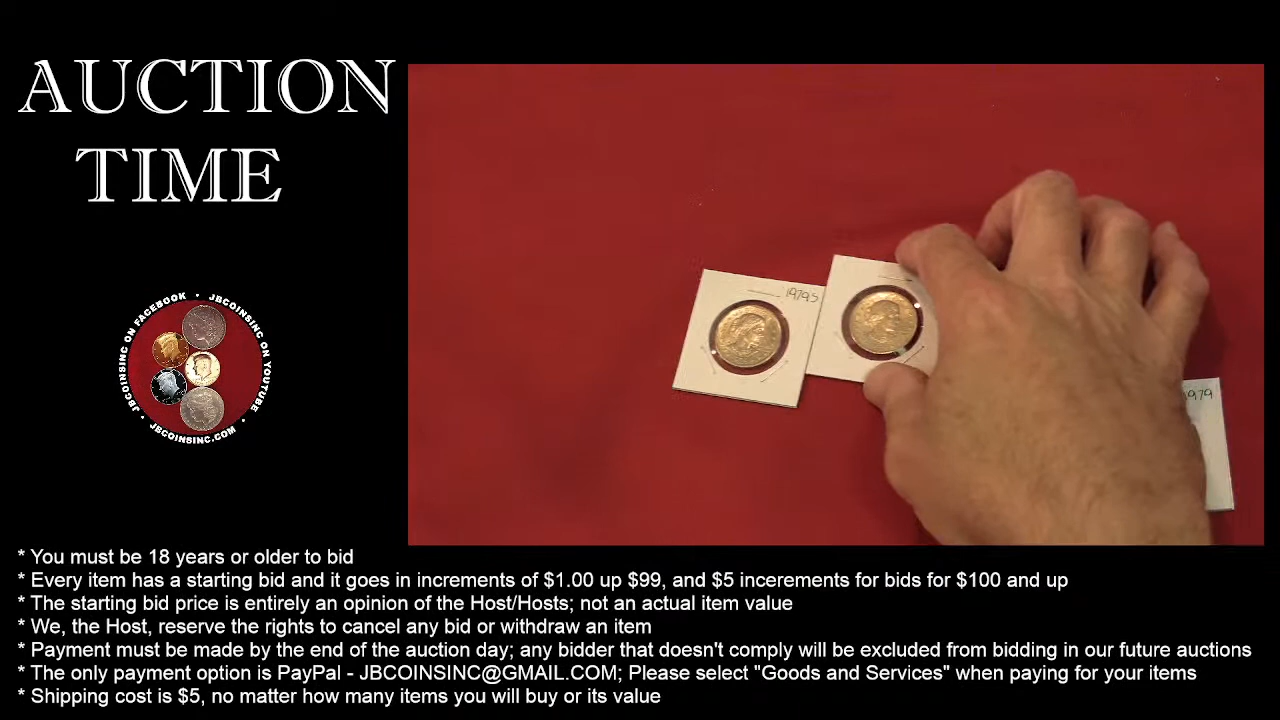 AUCTION
TIME
JBCOINSINC ON FACEBOOK • JBCOINSINC ON YOUTUBE • JBCOINSINC.COM •
1979 S
1979
* You must be 18 years or older to bid
* Every item has a starting bid and it goes in increments of $1.00 up $99, and $5 incerements for bids for $100 and up
* The starting bid price is entirely an opinion of the Host/Hosts; not an actual item value
* We, the Host, reserve the rights to cancel any bid or withdraw an item
* Payment must be made by the end of the auction day; any bidder that doesn't comply will be excluded from bidding in our future auctions
* The only payment option is PayPal - JBCOINSINC@GMAIL.COM; Please select "Goods and Services" when paying for your items
* Shipping cost is $5, no matter how many items you will buy or its value